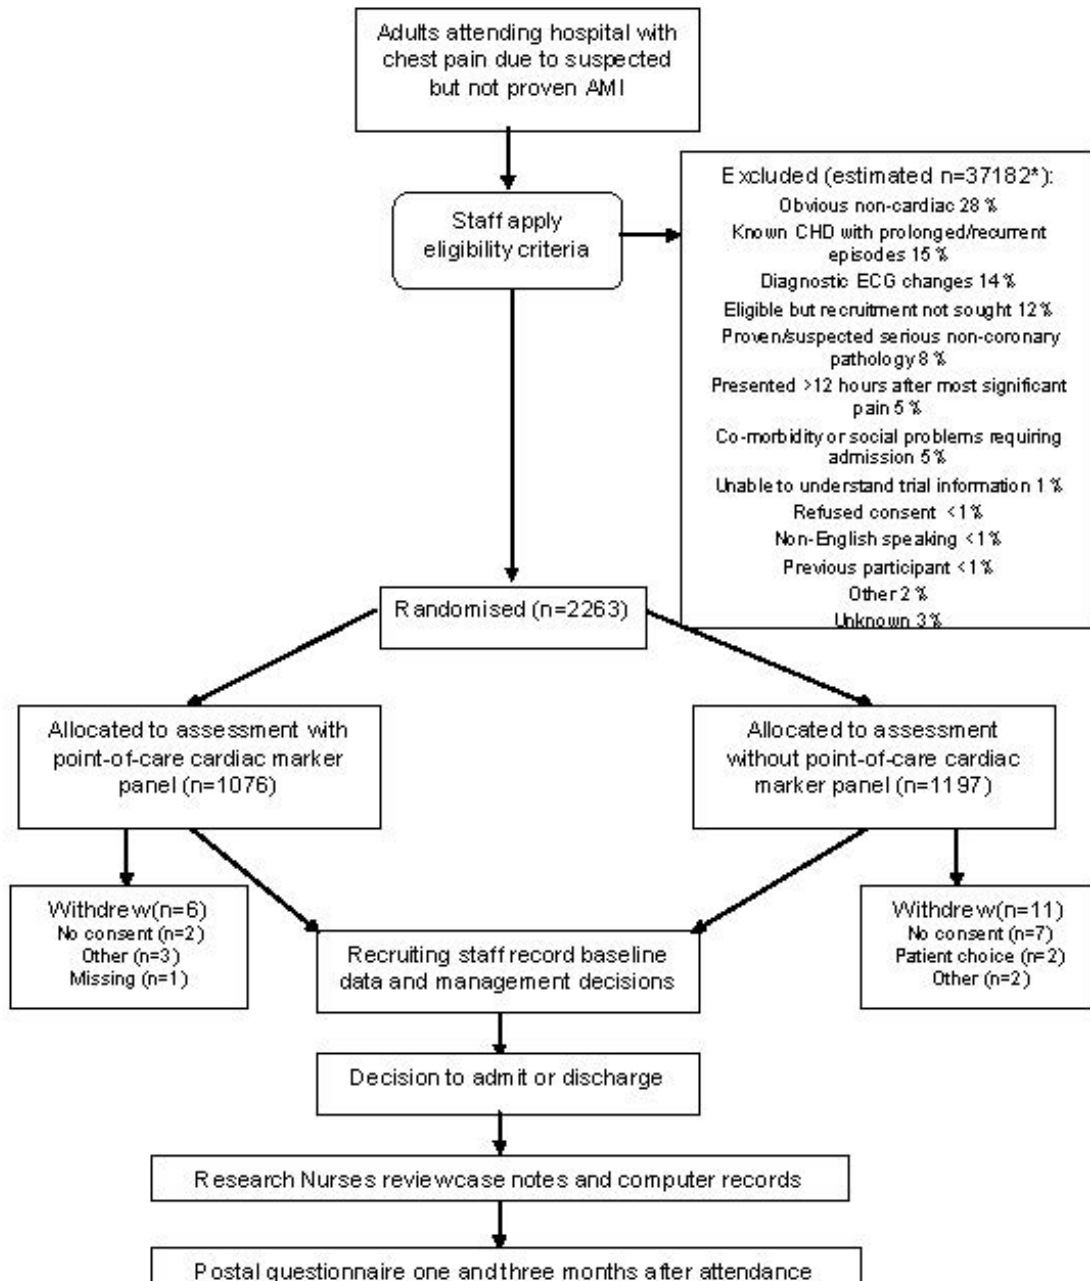 Adults attending hospital with
chest pain due to suspected
but not proven AMI
Staff apply
eligibility criteria
Excluded (estimated n=37182*):
Obvious non-cardiac 28 %
Known CHD with prolonged/recurrent
episodes 15 %
Diagnostic ECG changes 14 %
Eligible but recruitment not sought 12 %
Proven/suspected serious non-coronary
pathology 8 %
Presented >12 hours after most significant
pain 5 %
Co-morbidity or social problems requiring
admission 5 %
Unable to understand trial information 1 %
Refused consent <1 %
Non-English speaking <1 %
Previous participant <1 %
Other 2 %
Unknown 3 %
Randomised (n=2263)
Allocated to assessment with
point-of-care cardiac marker
panel (n=1076)
Allocated to assessment
without point-of-care cardiac
marker panel (n=1197)
Withdrew(n=6)
No consent (n=2)
Other (n=3)
Missing (n=1)
Recruiting staff record baseline
data and management decisions
Withdrew(n=11)
No consent (n=7)
Patient choice (n=2)
Other (n=2)
Decision to admit or discharge
Research Nurses reviewcase notes and computer records
Postal questionnaire one and three months after attendance